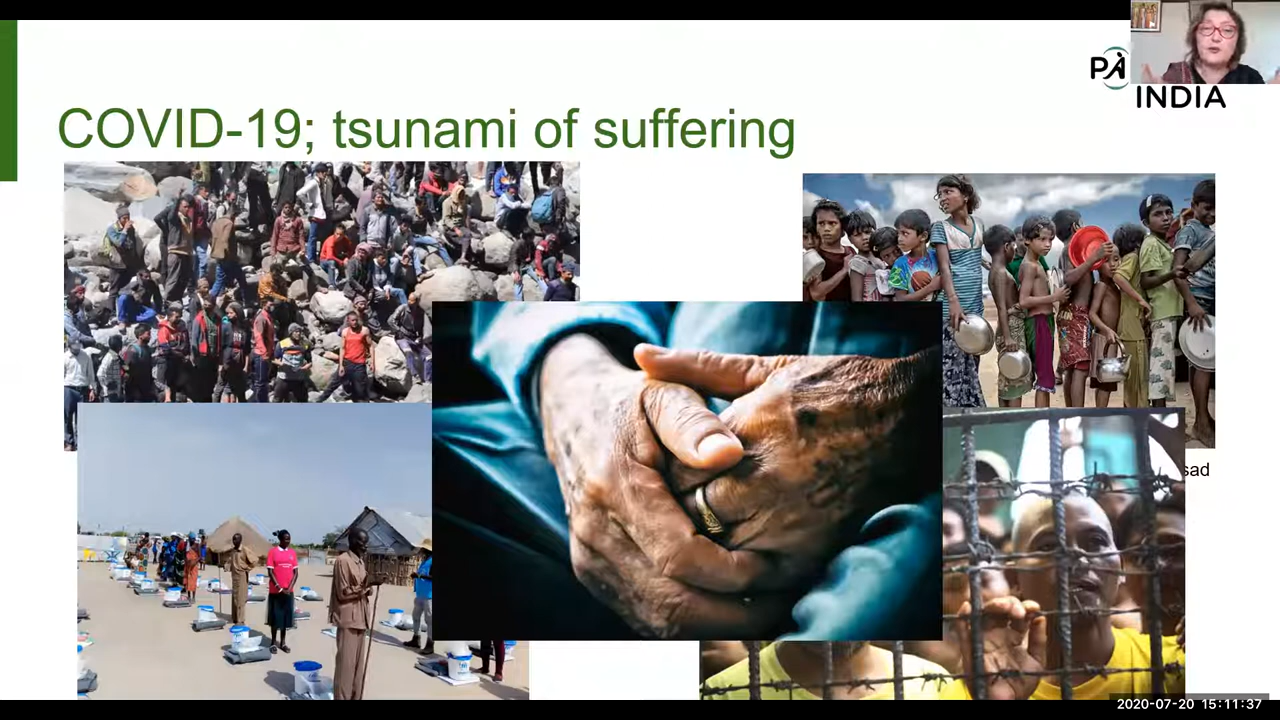 COVID-19; tsunami of suffering
PA
INDIA
sad
2020-07-20 15:11:37